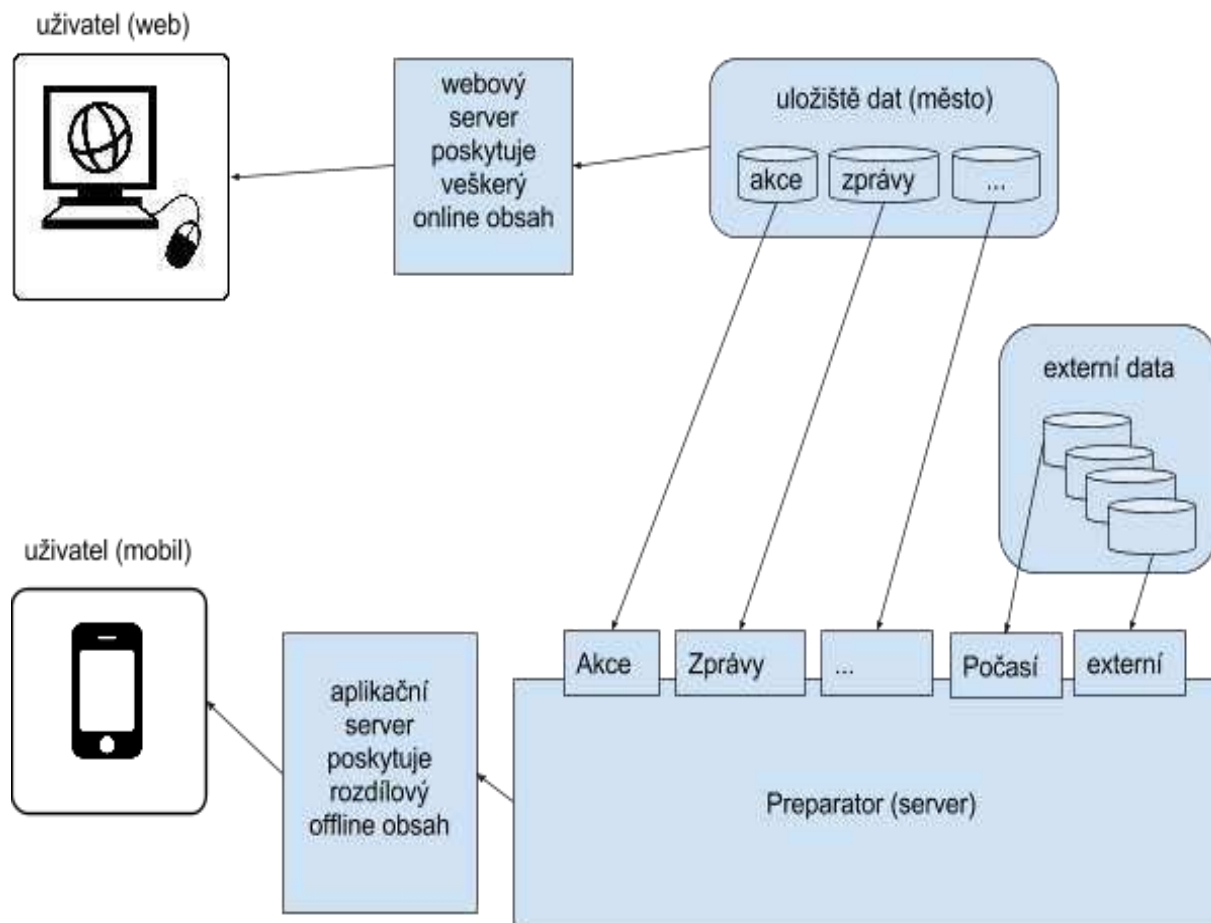 uživatel (web)
webový
server
poskytuje
veškerý
online obsah
uložiště dat (město)
akce
zprávy
...
externí data
uživatel (mobil)
aplikační
server
poskytuje
rozdílový
offline obsah
Akce
Zprávy
...
Počasí
externí
Preparator (server)